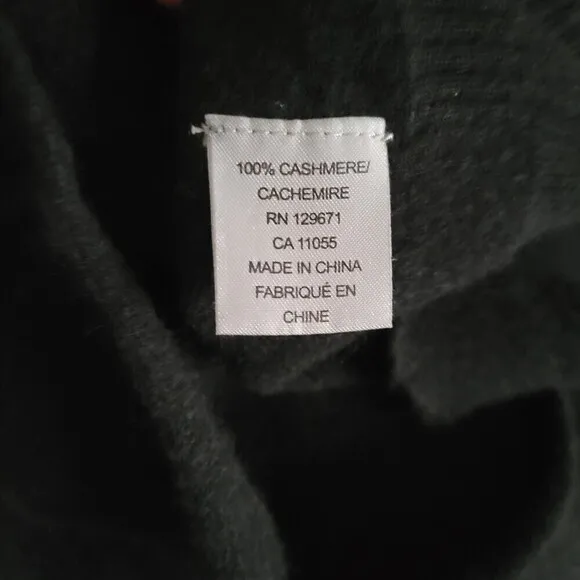 100% CASHMERE/
CACHEMIRE
RN 129671
CA 11055
MADE IN CHINA
FABRIQUÉ EN
CHINE